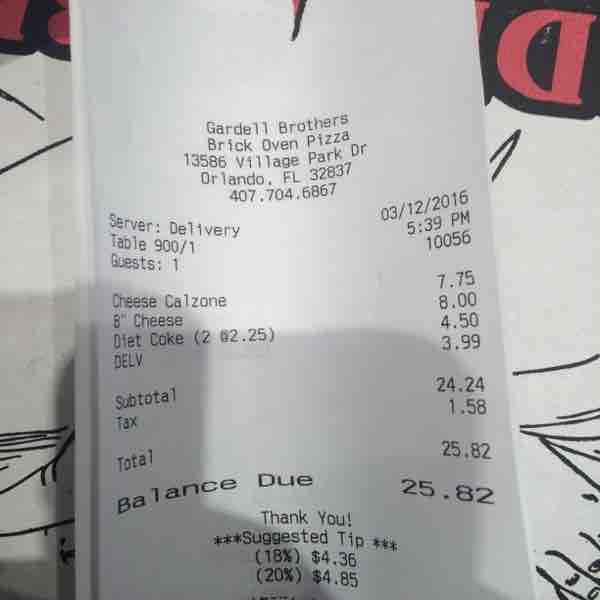 Gardell Brothers
Brick Oven Pizza
13586 Village Park Dr
Orlando, FL 32837
407.704.6867
Server: Delivery 03/12/2016
Table 900/1 5:39 PM
Guests: 1 10056
Cheese Calzone 7.75
8" Cheese 8.00
Diet Coke (2 @2.25) 4.50
DELV 3.99
Subtotal 24.24
Tax 1.58
Total 25.82
Balance Due 25.82
Thank You!
***Suggested Tip ***
(18%) $4.36
(20%) $4.85